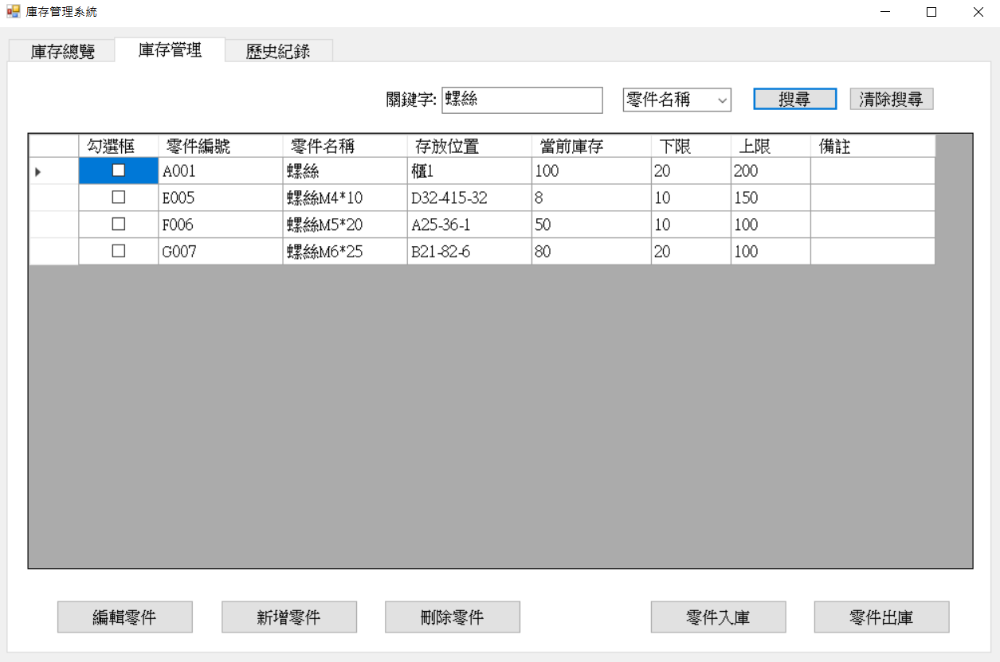 庫存管理系統
庫存總覽 庫存管理 歷史紀錄
關鍵字: 螺絲 零件名稱 搜尋 清除搜尋
勾選框 零件編號 零件名稱 存放位置 當前庫存 下限 上限 備註
A001 螺絲 櫃1 100 20 200
E005 螺絲M4*10 D32-415-32 8 10 150
F006 螺絲M5*20 A25-36-1 50 10 100
G007 螺絲M6*25 B21-82-6 80 20 100
編輯零件 新增零件 刪除零件 零件入庫 零件出庫